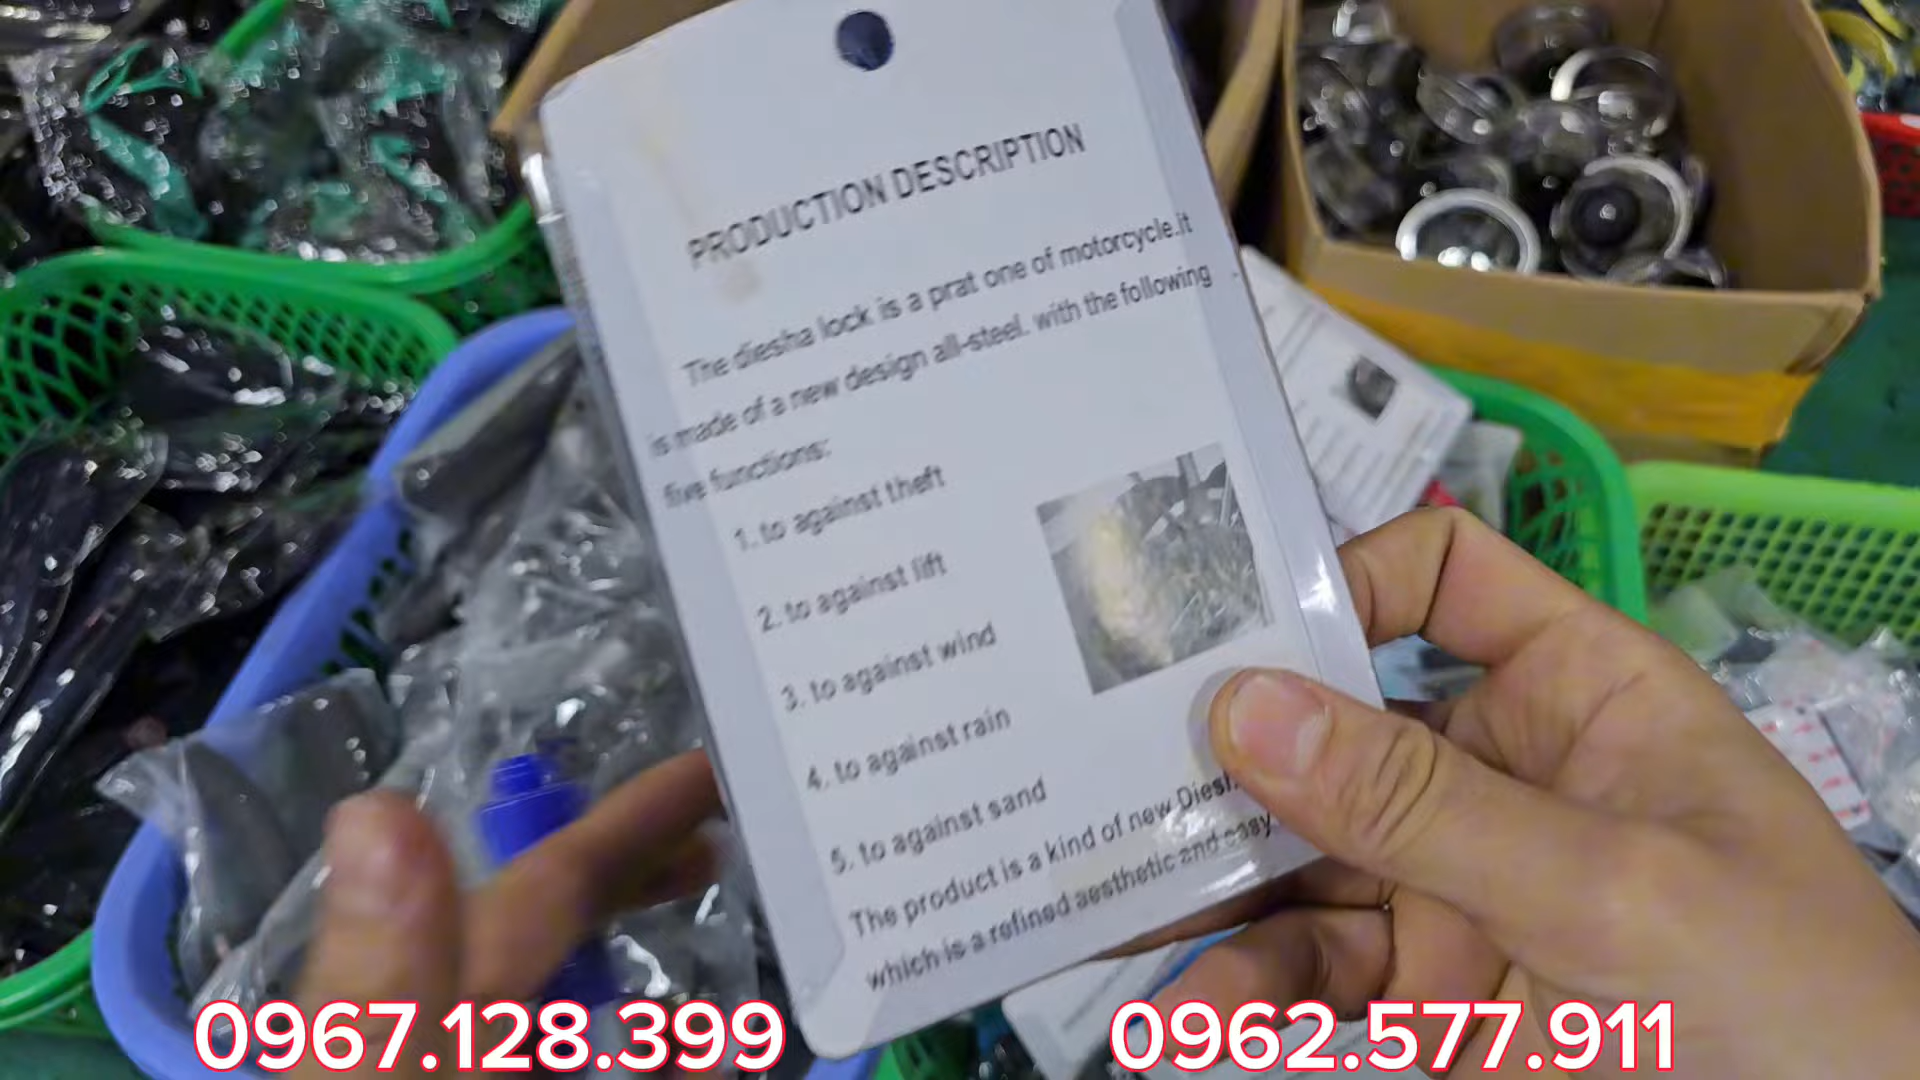 PRODUCTION DESCRIPTION
The diesha lock is a prat one of motorcycle.it
is made of a new design all-steel. with the following
five functions:
1. to against theft
2. to against lift
3. to against wind
4. to against rain
5. to against sand
The product is a kind of new
which is a refined aesthetic and easy
0967.128.399
0962.577.911